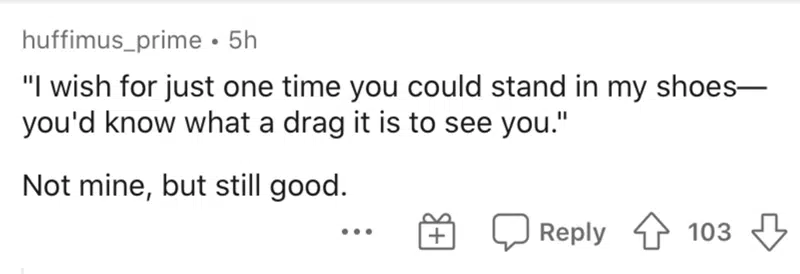 huffimus_prime • 5h
"I wish for just one time you could stand in my shoes—
you'd know what a drag it is to see you."
Not mine, but still good.
••• Reply 103